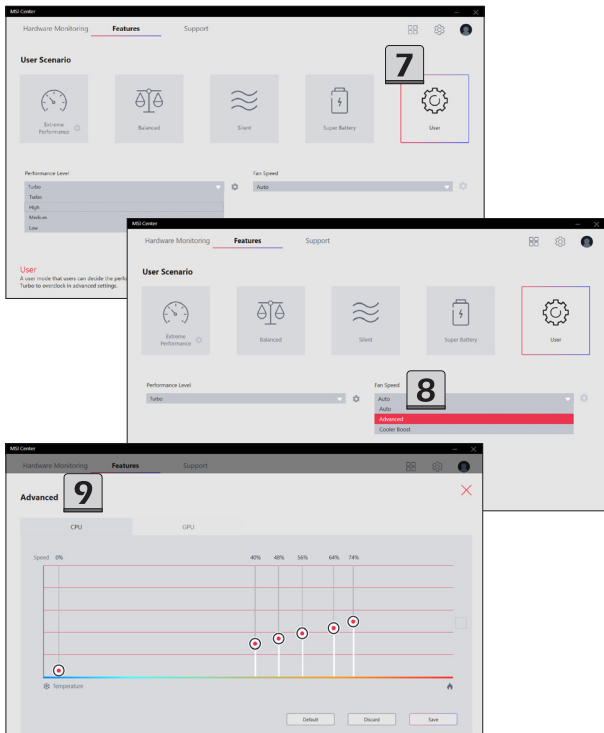 MSI Center
Hardware Monitoring Features Support
User Scenario
7
Extreme Performance
Balanced
Silent
Super Battery
User
Performance Level
Fan Speed
Turbo
Auto
Turbo
High
Medium
Low
User
A user mode that users can decide the perfo
Turbo to overclock in advanced settings.
MSI Center
Hardware Monitoring Features Support
User Scenario
Extreme Performance
Balanced
Silent
Super Battery
User
Performance Level
Fan Speed
Turbo
Auto
8
Auto
Advanced
Cooler Boost
MSI Center
Hardware Monitoring Features Support
Advanced
9
CPU GPU
Speed 0% 40% 48% 56% 64% 74%
Temperature
Default Discard Save